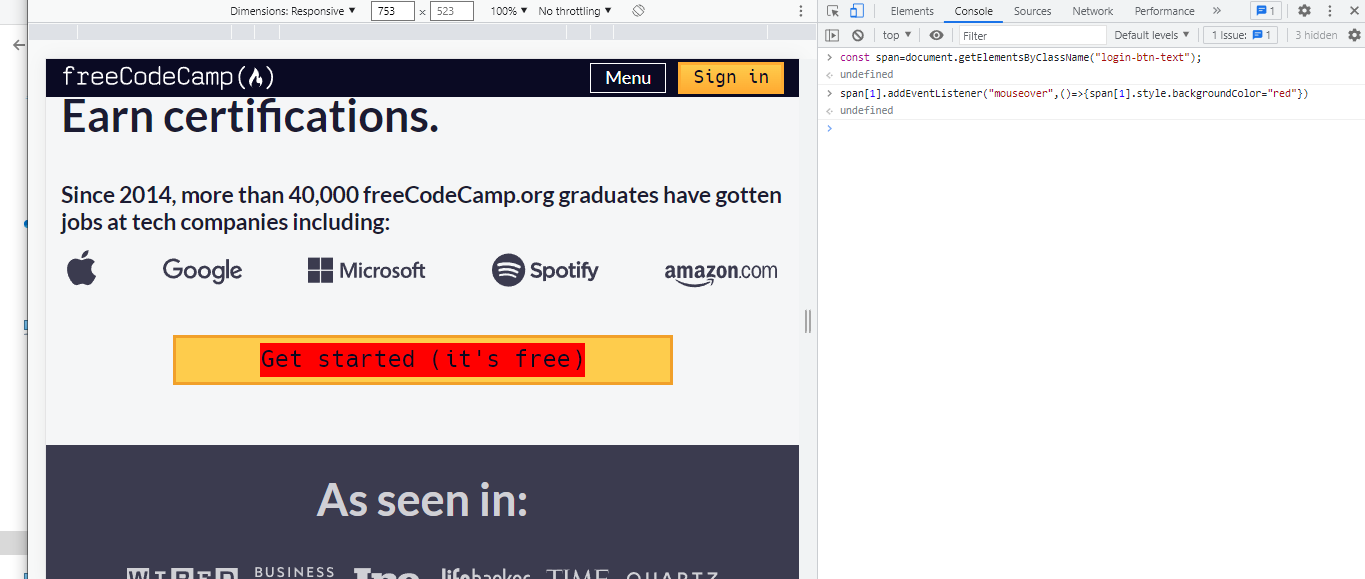 Dimensions: Responsive ▼ 753 × 523 100% ▼ No throttling ▼
Elements Console Sources Network Performance » 1
top ▼ Filter Default levels ▼ 1 Issue: 1 3 hidden
freeCodeCamp Menu Sign in
Earn certifications.
Since 2014, more than 40,000 freeCodeCamp.org graduates have gotten
jobs at tech companies including:
Google Microsoft Spotify amazon.com
Get started (it's free)
As seen in:
WIRED BUSINESS Inc lifehacker TIME QUARTZ
> const span=document.getElementsByClassName("login-btn-text");
undefined
> span[1].addEventListener("mouseover",()=>{span[1].style.backgroundColor="red"})
undefined
>